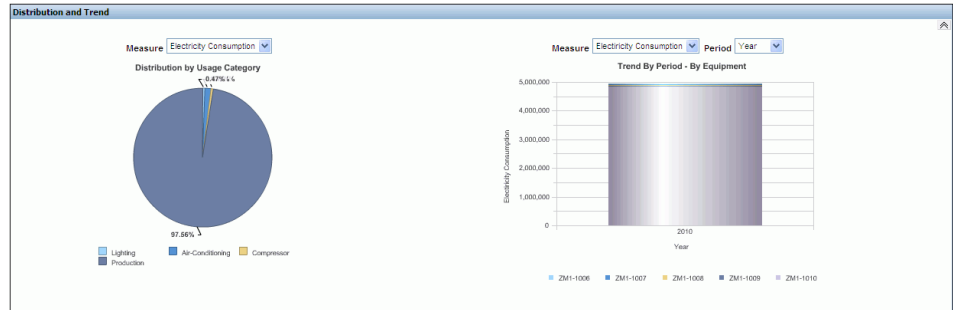 Distribution and Trend
Measure Electricity Consumption
Distribution by Usage Category
0.47%
97.56%
Lighting Air-Conditioning Compressor
Production
Measure Electricity Consumption Period Year
Trend By Period - By Equipment
5,000,000
4,000,000
3,000,000
2,000,000
1,000,000
0
Electricity Consumption
2010
Year
ZM1-1006 ZM1-1007 ZM1-1008 ZM1-1009 ZM1-1010